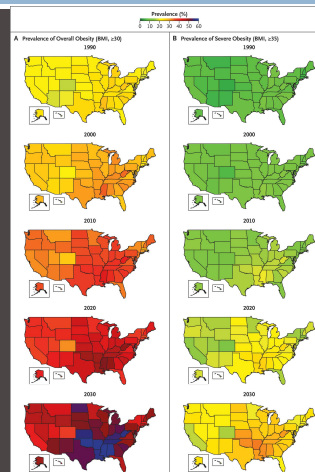 Prevalence (%)
0 10 20 30 40 50 60
A Prevalence of Overall Obesity (BMI, ≥30)
B Prevalence of Severe Obesity (BMI, ≥35)
1990
1990
2000
2000
2010
2010
2020
2020
2030
2030